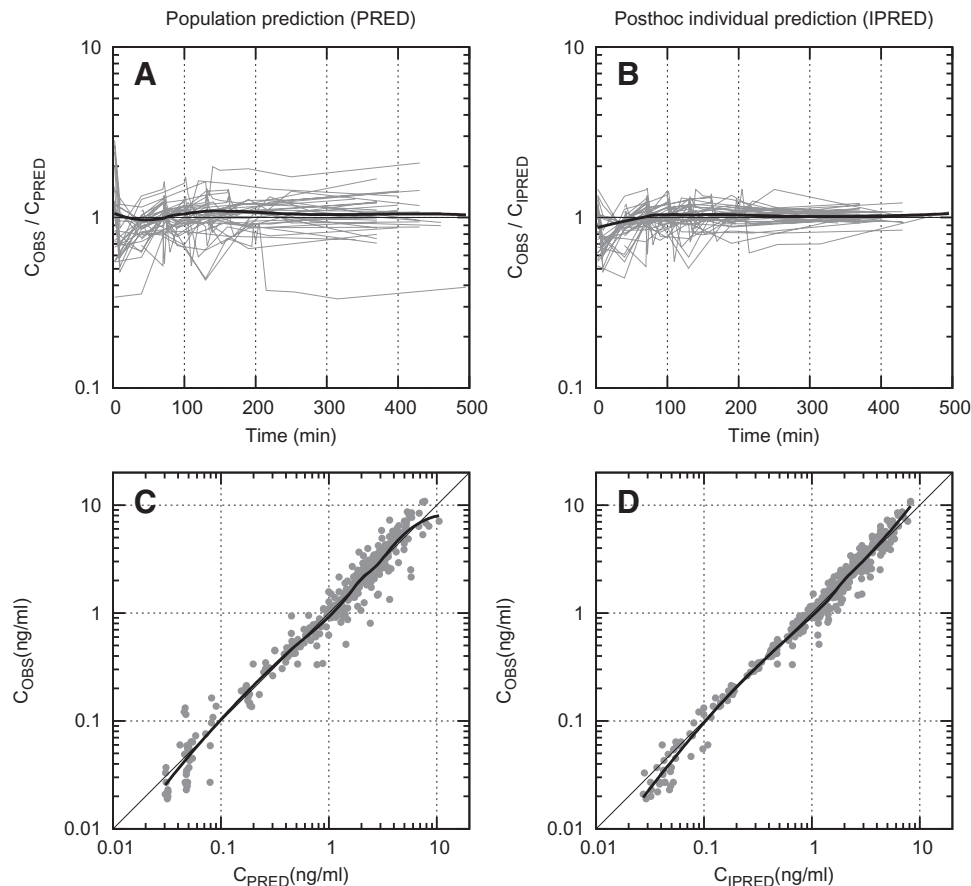 Population prediction (PRED)
Posthoc individual prediction (IPRED)
A
10
1
0.1
C_OBS / C_PRED
0 100 200 300 400 500
Time (min)
B
10
1
0.1
C_OBS / C_IPRED
0 100 200 300 400 500
Time (min)
C
10
1
0.1
0.01
C_OBS(ng/ml)
0.01 0.1 1 10
C_PRED(ng/ml)
D
10
1
0.1
0.01
C_OBS(ng/ml)
0.01 0.1 1 10
C_IPRED(ng/ml)